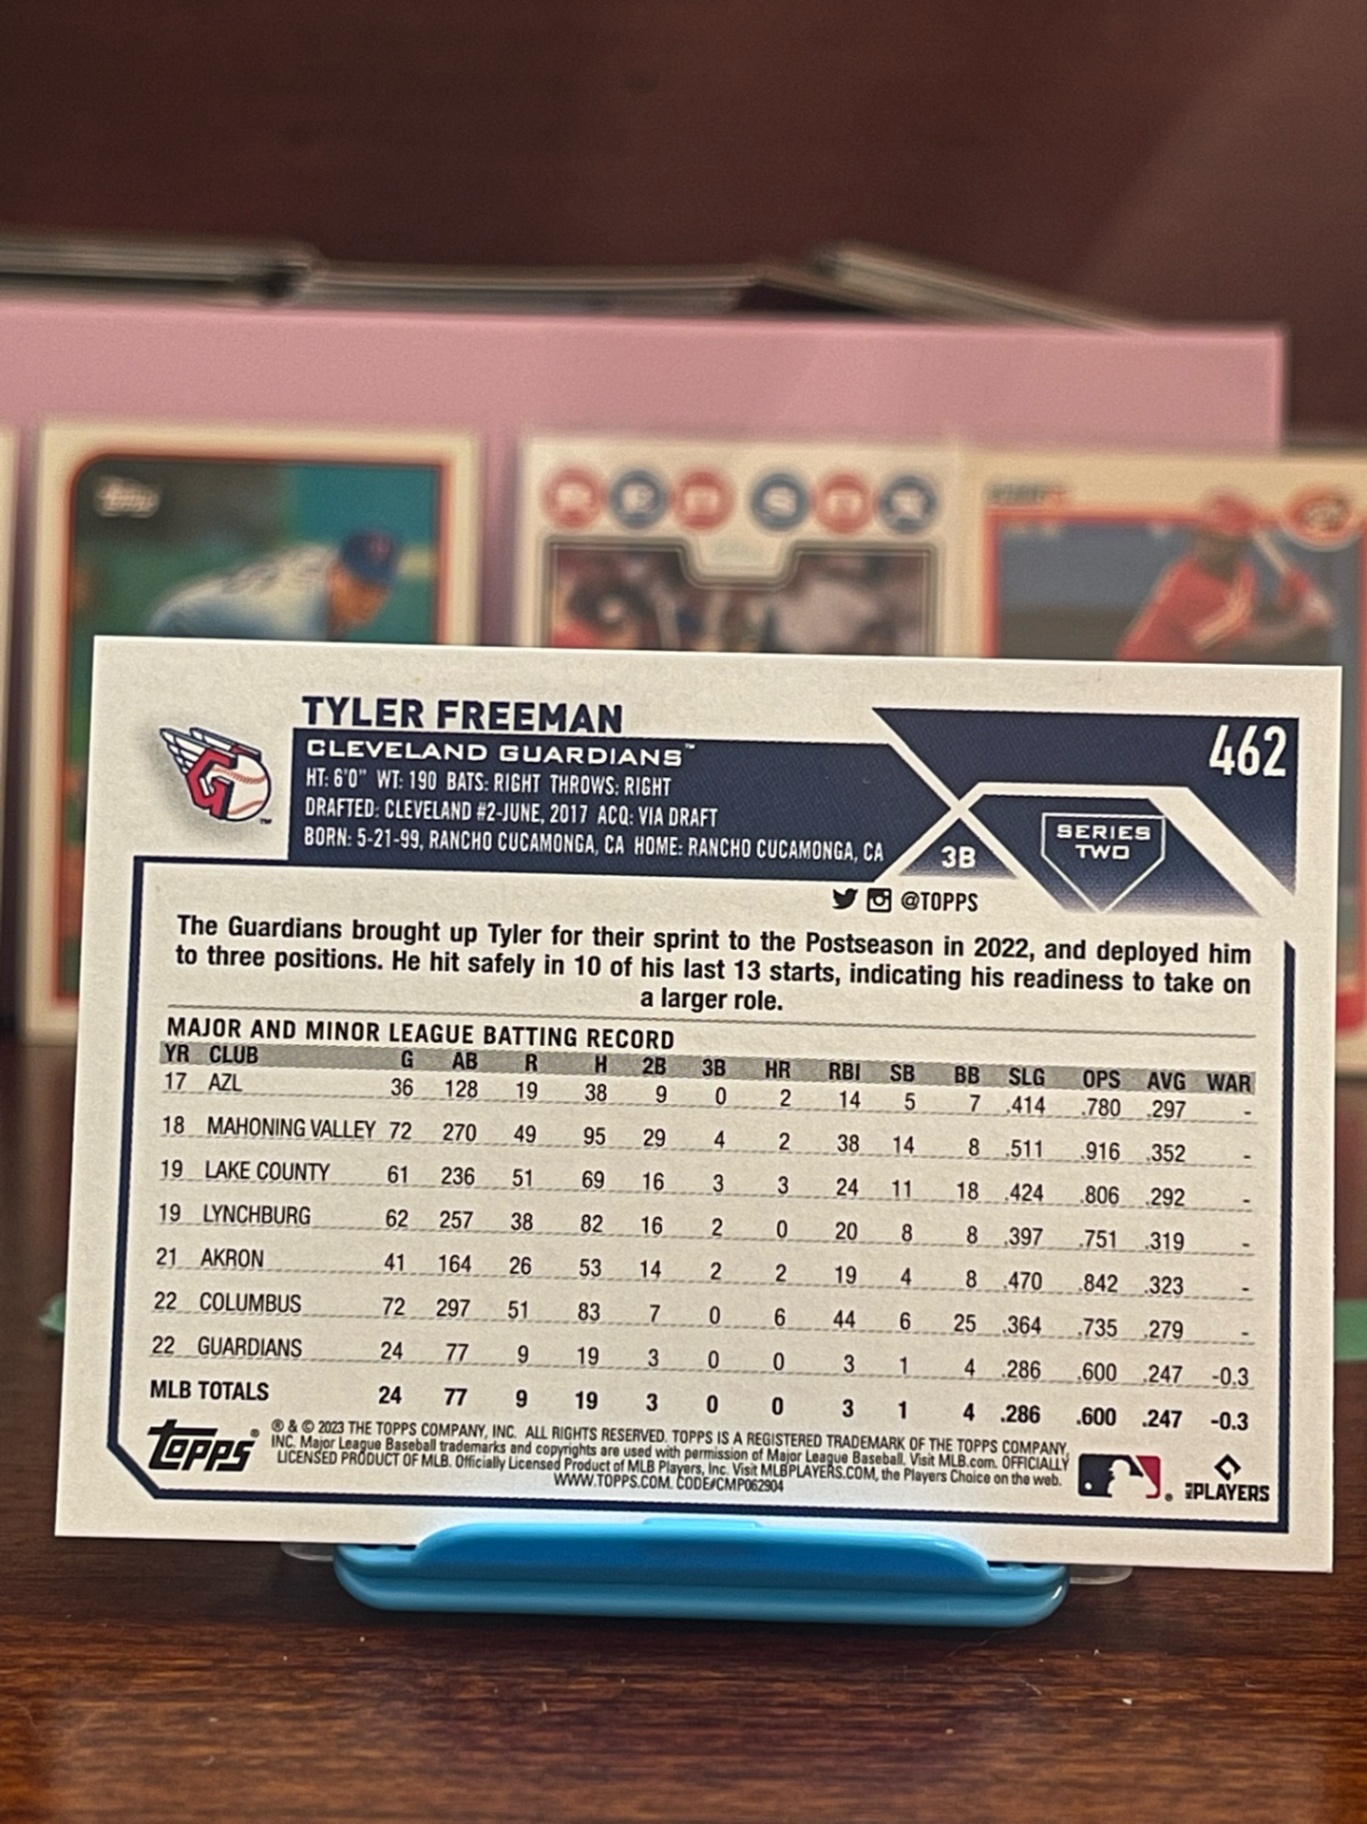 Topps
RED SOX
TYLER FREEMAN
CLEVELAND GUARDIANS™
HT: 6'0" WT: 190 BATS: RIGHT THROWS: RIGHT
DRAFTED: CLEVELAND #2-JUNE, 2017 ACQ: VIA DRAFT
BORN: 5-21-99, RANCHO CUCAMONGA, CA HOME: RANCHO CUCAMONGA, CA
462
SERIES
TWO
3B
@TOPPS
The Guardians brought up Tyler for their sprint to the Postseason in 2022, and deployed him
to three positions. He hit safely in 10 of his last 13 starts, indicating his readiness to take on
a larger role.
MAJOR AND MINOR LEAGUE BATTING RECORD
YR CLUB G AB R H 2B 3B HR RBI SB BB SLG OPS AVG WAR
17 AZL 36 128 19 38 9 0 2 14 5 7 .414 .780 .297 -
18 MAHONING VALLEY 72 270 49 95 29 4 2 38 14 8 .511 .916 .352 -
19 LAKE COUNTY 61 236 51 69 16 3 3 24 11 18 .424 .806 .292 -
19 LYNCHBURG 62 257 38 82 16 2 0 20 8 8 .397 .751 .319 -
21 AKRON 41 164 26 53 14 2 2 19 4 8 .470 .842 .323 -
22 COLUMBUS 72 297 51 83 7 0 6 44 6 25 .364 .735 .279 -
22 GUARDIANS 24 77 9 19 3 0 0 3 1 4 .286 .600 .247 -0.3
MLB TOTALS 24 77 9 19 3 0 0 3 1 4 .286 .600 .247 -0.3
topps®
® & © 2023 THE TOPPS COMPANY, INC. ALL RIGHTS RESERVED. TOPPS IS A REGISTERED TRADEMARK OF THE TOPPS COMPANY,
INC. Major League Baseball trademarks and copyrights are used with permission of Major League Baseball. Visit MLB.com. OFFICIALLY
LICENSED PRODUCT OF MLB. Officially Licensed Product of MLB Players, Inc. Visit MLBPLAYERS.COM, the Players Choice on the web.
WWW.TOPPS.COM. CODE#CMP062904
MLB PLAYERS